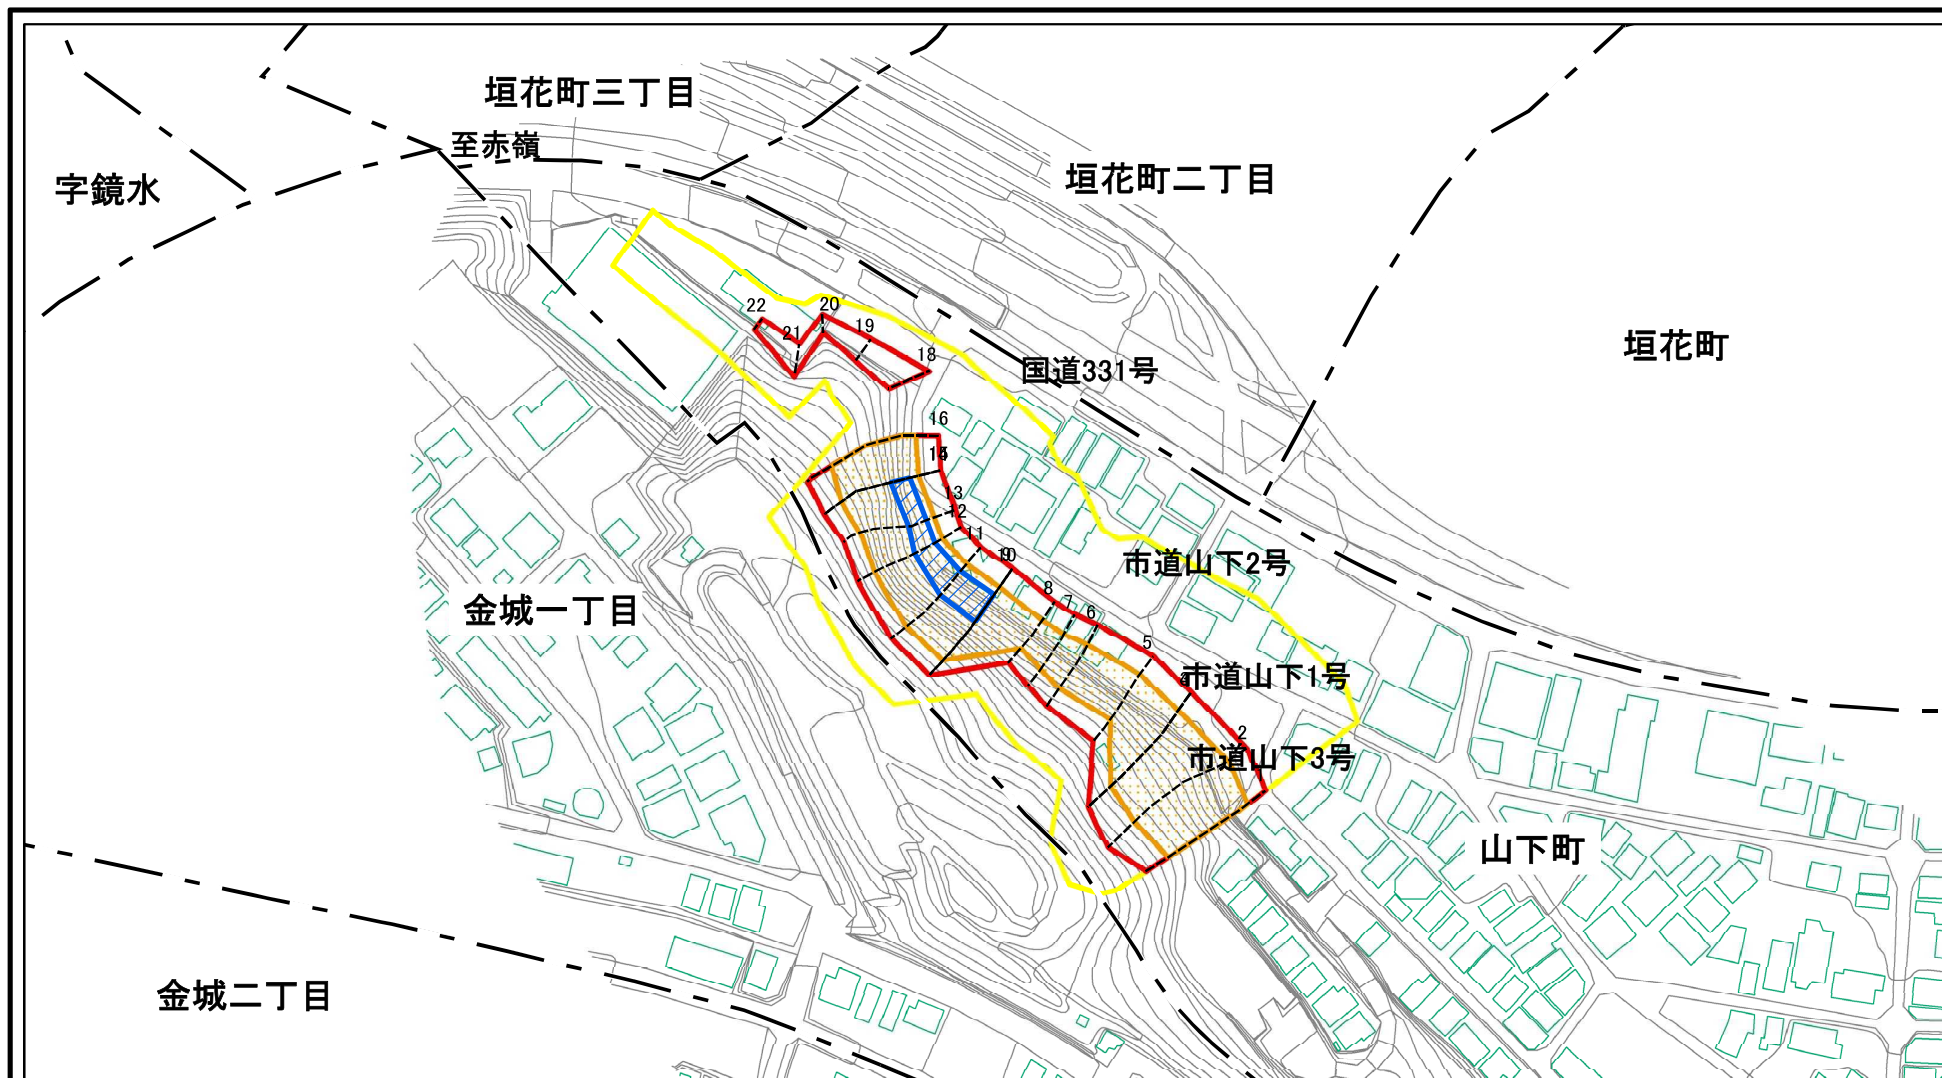 垣花町三丁目
至赤嶺
字鏡水
垣花町二丁目
22
20
21
19
18
国道331号
垣花町
16
13
12
11
10
市道山下2号
8
7
6
金城一丁目
5
市道山下1号
2
市道山下3号
山下町
金城二丁目